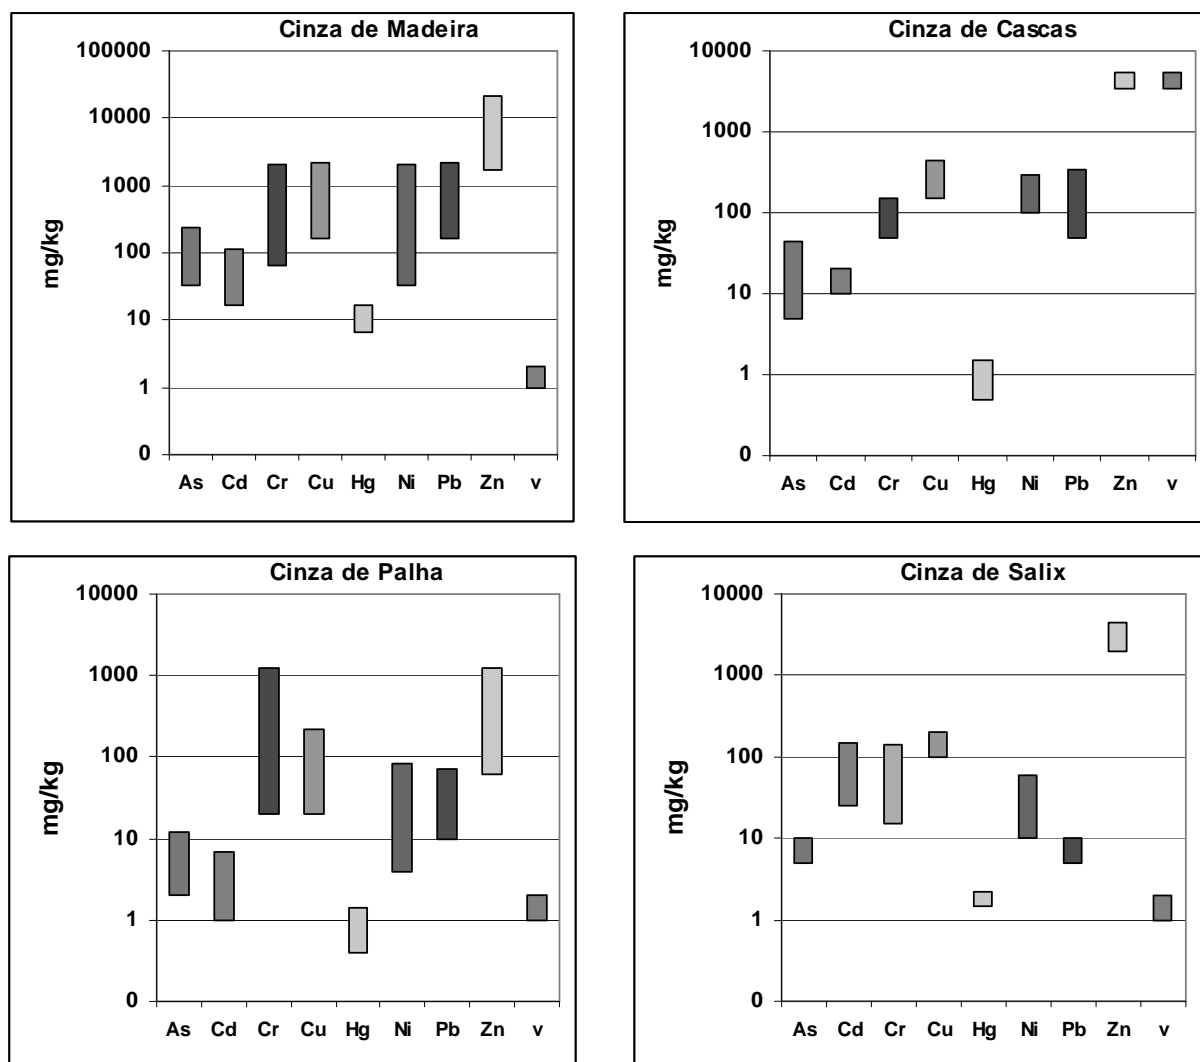 Cinza de Madeira
100000
10000
1000
100
10
1
0
mg/kg
As Cd Cr Cu Hg Ni Pb Zn v
Cinza de Cascas
10000
1000
100
10
1
0
mg/kg
As Cd Cr Cu Hg Ni Pb Zn v
Cinza de Palha
10000
1000
100
10
1
0
mg/kg
As Cd Cr Cu Hg Ni Pb Zn v
Cinza de Salix
10000
1000
100
10
1
0
mg/kg
As Cd Cr Cu Hg Ni Pb Zn v